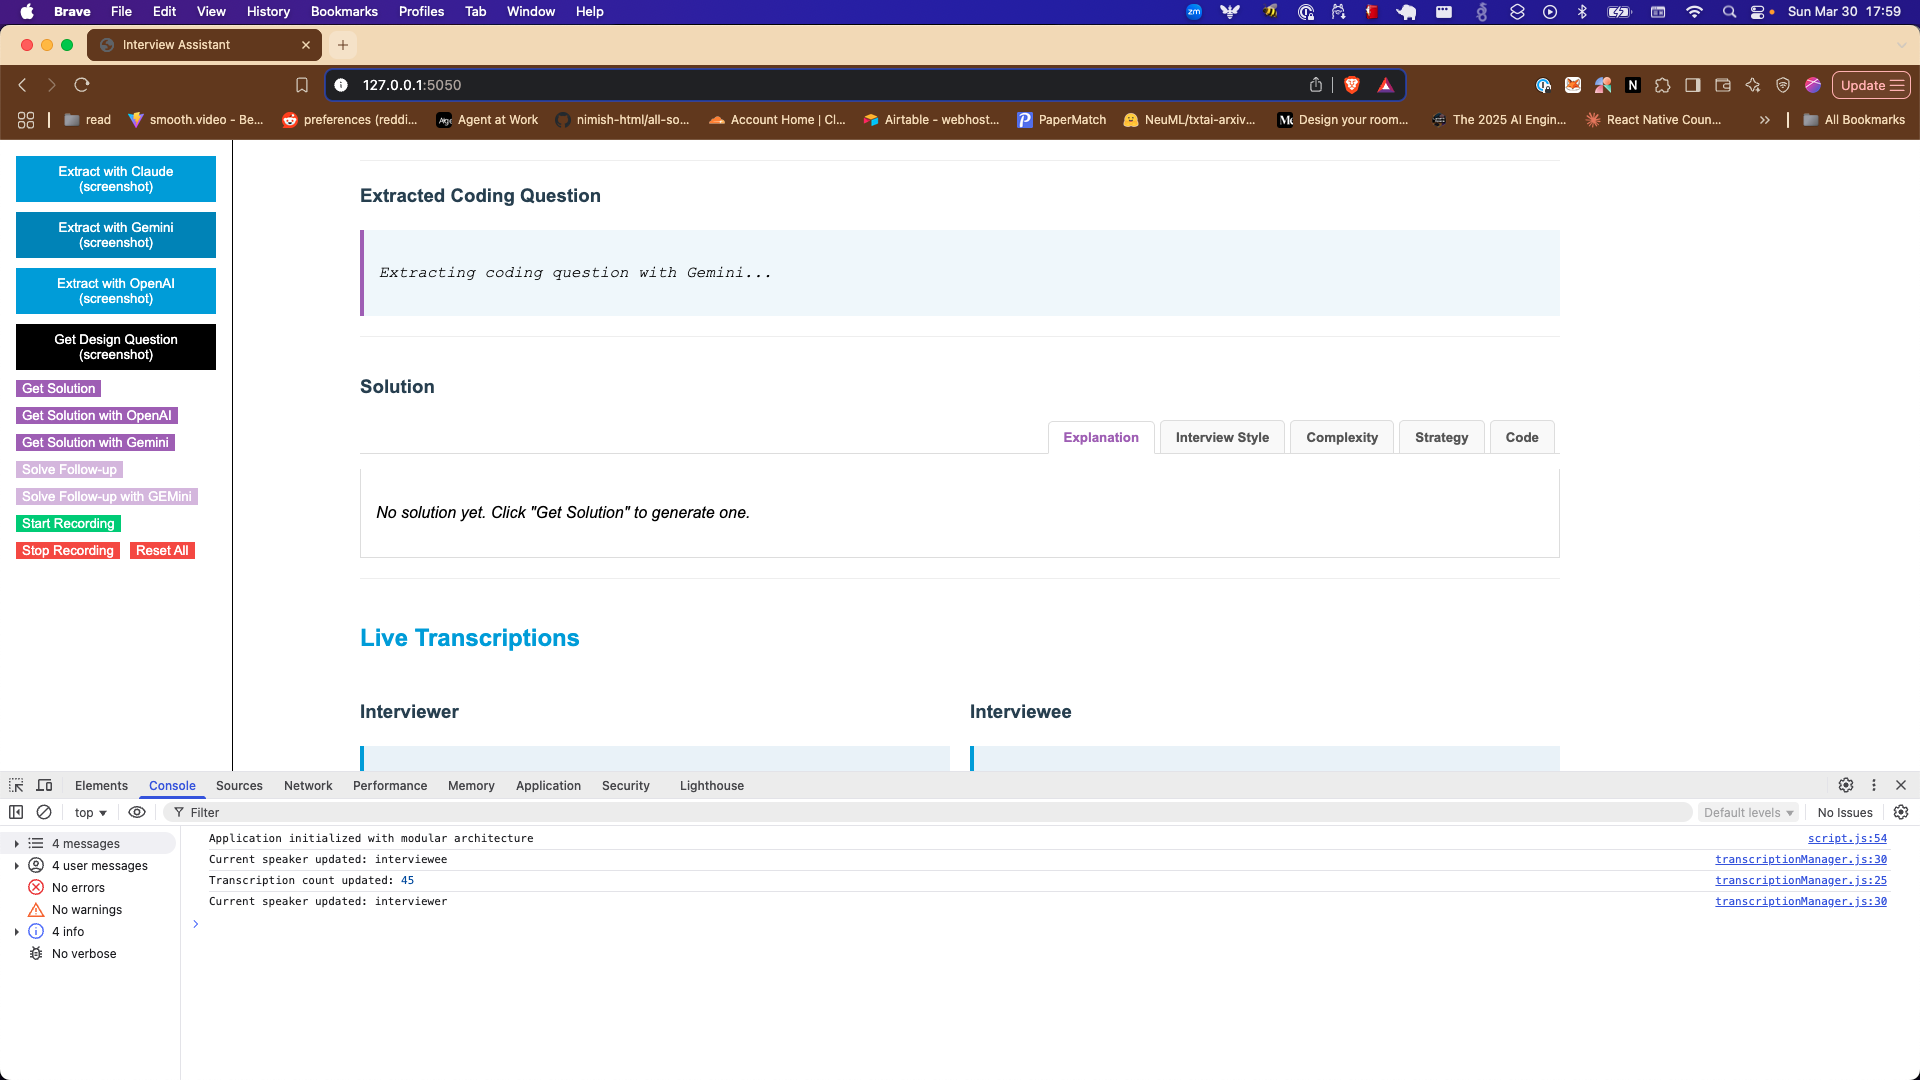 Brave File Edit View History Bookmarks Profiles Tab Window Help zm Sun Mar 30 17:59
Interview Assistant
127.0.0.1:5050 N Update
read smooth.video - Be... preferences (reddi... Agent at Work nimish-html/all-so... Account Home | Cl... Airtable - webhost... PaperMatch NeuML/txtai-arxiv... Design your room... The 2025 AI Engin... React Native Coun... All Bookmarks
Extract with Claude
(screenshot)
Extract with Gemini
(screenshot)
Extract with OpenAI
(screenshot)
Get Design Question
(screenshot)
Get Solution
Get Solution with OpenAI
Get Solution with Gemini
Solve Follow-up
Solve Follow-up with GEMini
Start Recording
Stop Recording Reset All
Extracted Coding Question
Extracting coding question with Gemini...
Solution
Explanation Interview Style Complexity Strategy Code
No solution yet. Click "Get Solution" to generate one.
Live Transcriptions
Interviewer Interviewee
Elements Console Sources Network Performance Memory Application Security Lighthouse
top Filter Default levels No Issues
4 messages
4 user messages
No errors
No warnings
4 info
No verbose
Application initialized with modular architecture script.js:54
Current speaker updated: interviewee transcriptionManager.js:30
Transcription count updated: 45 transcriptionManager.js:25
Current speaker updated: interviewer transcriptionManager.js:30